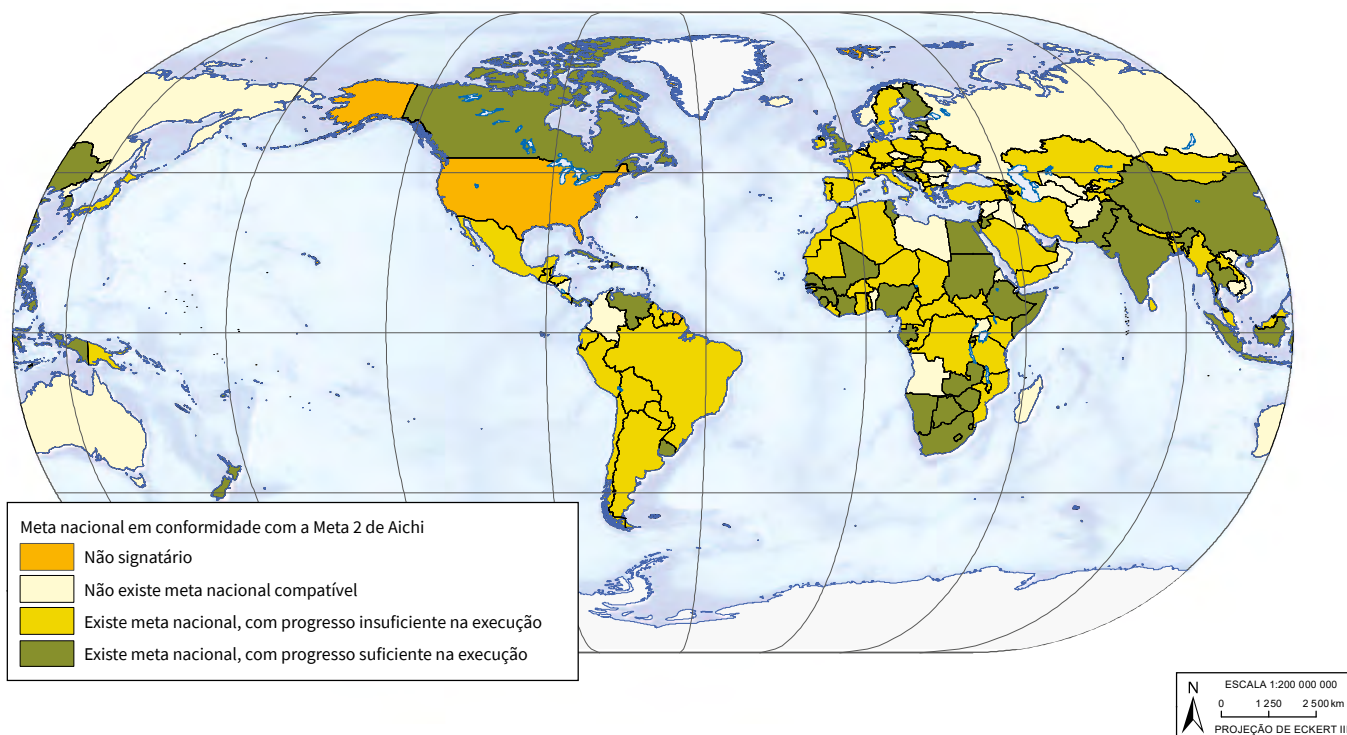 Meta nacional em conformidade com a Meta 2 de Aichi
Não signatário
Não existe meta nacional compatível
Existe meta nacional, com progresso insuficiente na execução
Existe meta nacional, com progresso suficiente na execução
N
ESCALA 1:200 000 000
0 1 250 2 500 km
PROJEÇÃO DE ECKERT III